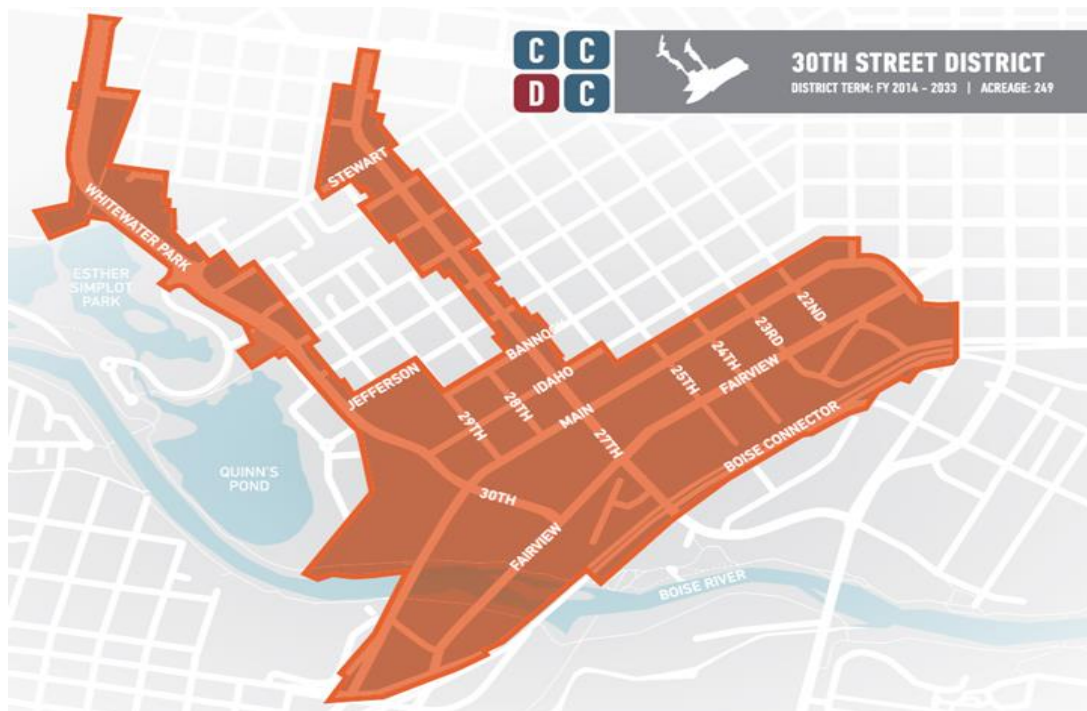 C C
D C
30TH STREET DISTRICT
DISTRICT TERM: FY 2014 - 2033 | ACREAGE: 249
STEWART
WHITEWATER PARK
ESTHER
SIMPLOT
PARK
BANNOCK
JEFFERSON
IDAHO
22ND
23RD
24TH
25TH
FAIRVIEW
28TH
29TH
MAIN
27TH
BOISE CONNECTOR
QUINN'S
POND
30TH
FAIRVIEW
BOISE RIVER